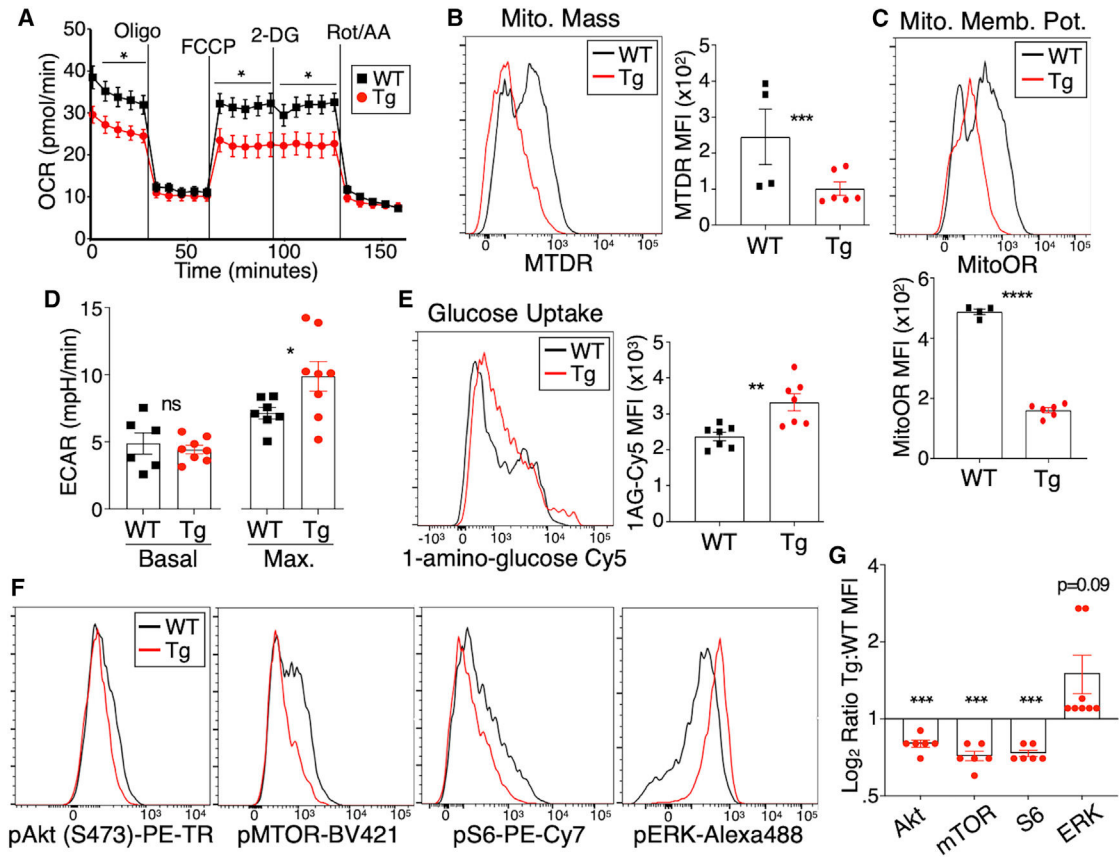 A
OCR (pmol/min)
50
40
30
20
10
0
Oligo
FCCP
2-DG
Rot/AA
*
*
*
WT
Tg
0
50
100
150
Time (minutes)
B
Mito. Mass
WT
Tg
0
10³
10⁴
10⁵
MTDR
MTDR MFI (x10²)
5
4
3
2
1
0
***
WT
Tg
C
Mito. Memb. Pot.
WT
Tg
0
10³
10⁴
10⁵
MitoOR
MitoOR MFI (x10²)
6
4
2
0
****
WT
Tg
D
ECAR (mpH/min)
15
10
5
0
ns
*
WT
Tg
WT
Tg
Basal
Max.
E
Glucose Uptake
WT
Tg
-10³
0
10³
10⁴
10⁵
1-amino-glucose Cy5
1AG-Cy5 MFI (x10³)
5
4
3
2
1
0
**
WT
Tg
F
WT
Tg
0
10³
10⁴
pAkt (S473)-PE-TR
0
10³
10⁴
pMTOR-BV421
0
10³
10⁴
pS6-PE-Cy7
-10³
0
10³
10⁴
pERK-Alexa488
G
Log₂ Ratio Tg:WT MFI
4
2
1
.5
***
***
***
p=0.09
Akt
mTOR
S6
ERK